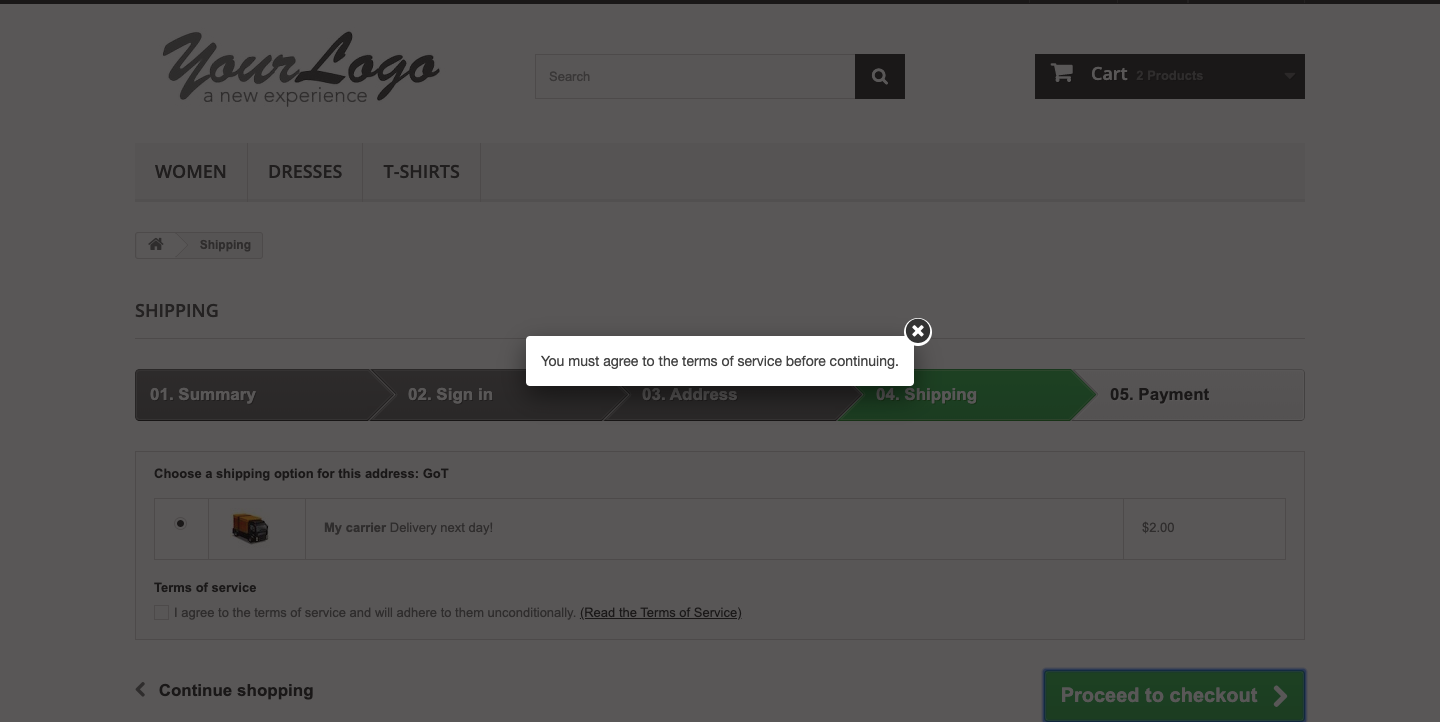 YourLogo
a new experience
Search
Cart 2 Products
WOMEN
DRESSES
T-SHIRTS
Shipping
SHIPPING
You must agree to the terms of service before continuing.
01. Summary
02. Sign in
03. Address
04. Shipping
05. Payment
Choose a shipping option for this address: GoT
My carrier Delivery next day!
$2.00
Terms of service
I agree to the terms of service and will adhere to them unconditionally. (Read the Terms of Service)
Continue shopping
Proceed to checkout